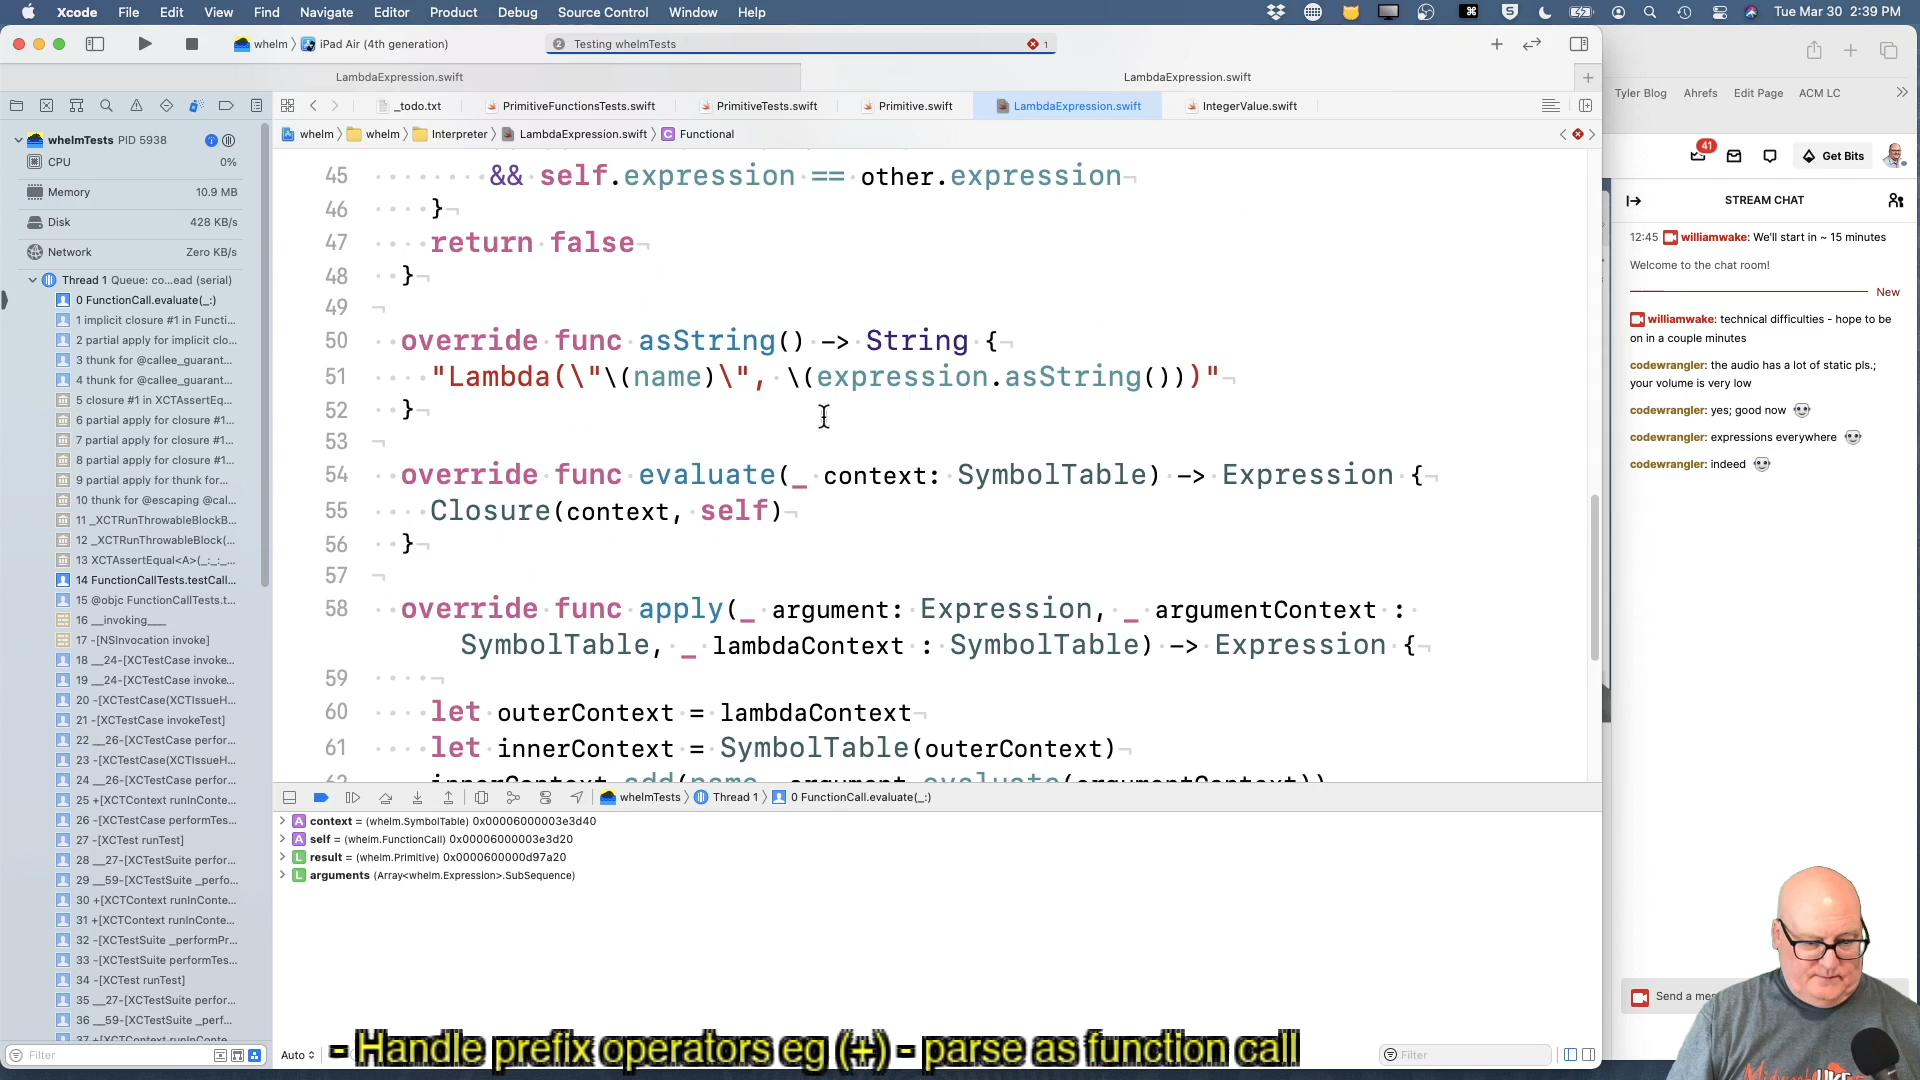 Xcode File Edit View Find Navigate Editor Product Debug Source Control Window Help Tue Mar 30 2:39 PM
whelm iPad Air (4th generation) 2 Testing whelmTests 1
LambdaExpression.swift LambdaExpression.swift
_todo.txt PrimitiveFunctionsTests.swift PrimitiveTests.swift Primitive.swift LambdaExpression.swift IntegerValue.swift
whelm whelm Interpreter LambdaExpression.swift Functional
whelmTests PID 5938
CPU 0%
Memory 10.9 MB
Disk 428 KB/s
Network Zero KB/s
Thread 1 Queue: co...ead (serial)
0 FunctionCall.evaluate(_:)
1 implicit closure #1 in Functi...
2 partial apply for implicit clo...
3 thunk for @callee_guarant...
4 thunk for @callee_guarant...
5 closure #1 in XCTAssertEq...
6 partial apply for closure #1...
7 partial apply for closure #1...
8 partial apply for closure #1...
9 partial apply for thunk for...
10 thunk for @escaping @cal...
11 _XCTRunThrowableBlockB...
12 _XCTRunThrowableBlock(...
13 XCTAssertEqual<A>(_:_:_...
14 FunctionCallTests.testCall...
15 @objc FunctionCallTests.t...
16 __invoking____
17 -[NSInvocation invoke]
18 __24-[XCTestCase invoke...
19 __24-[XCTestCase invoke...
20 -[XCTestCase(XCTIssueH...
21 -[XCTestCase invokeTest]
22 __26-[XCTestCase perfor...
23 -[XCTestCase(XCTIssueH...
24 __26-[XCTestCase perfor...
25 +[XCTContext runInConte...
26 -[XCTestCase performTes...
27 -[XCTest runTest]
28 __27-[XCTestSuite perfor...
29 __59-[XCTestSuite _perfo...
30 +[XCTContext runInConte...
31 +[XCTContext runInConte...
32 -[XCTestSuite _performPr...
33 -[XCTestSuite performTes...
34 -[XCTest runTest]
35 __27-[XCTestSuite perfor...
36 __59-[XCTestSuite _perf...
37 +[XCTContext runInConte...
Filter
45 && self.expression == other.expression
46 }
47 return false
48 }
49
50 override func asString() -> String {
51 "Lambda(\"\(name)\", \(expression.asString()))"
52 }
53
54 override func evaluate(_ context: SymbolTable) -> Expression {
55 Closure(context, self)
56 }
57
58 override func apply(_ argument: Expression, _ argumentContext :
SymbolTable, _ lambdaContext : SymbolTable) -> Expression {
59
60 let outerContext = lambdaContext
61 let innerContext = SymbolTable(outerContext)
62 innerContext.add(name, argument.evaluate(argumentContext))
whelmTests Thread 1 0 FunctionCall.evaluate(_:)
A context = (whelm.SymbolTable) 0x00006000003e3d40
A self = (whelm.FunctionCall) 0x00006000003e3d20
L result = (whelm.Primitive) 0x0000600000d97a20
L arguments (Array<whelm.Expression>.SubSequence)
Auto
- Handle prefix operators eg (+) - parse as function call
Filter
Tyler Blog Ahrefs Edit Page ACM LC
41 Get Bits
STREAM CHAT
12:45 williamwake: We'll start in ~ 15 minutes
Welcome to the chat room!
New
williamwake: technical difficulties - hope to be
on in a couple minutes
codewrangler: the audio has a lot of static pls.;
your volume is very low
codewrangler: yes; good now
codewrangler: expressions everywhere
codewrangler: indeed
Send a mes